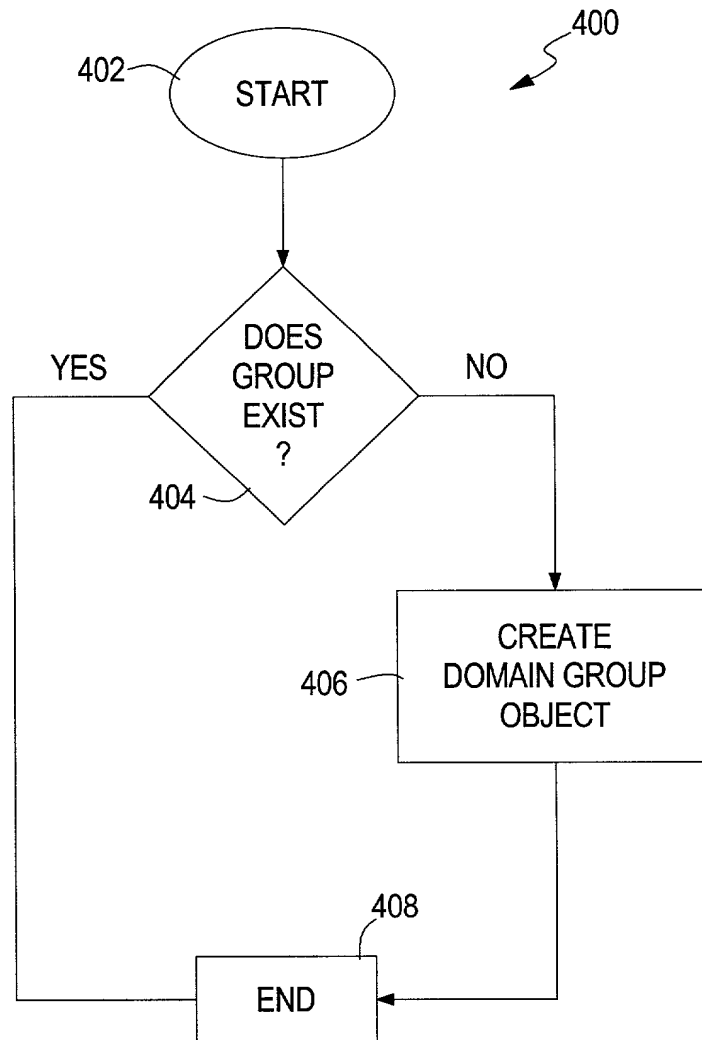 400
402
START
DOES
GROUP
EXIST
?
YES
NO
404
CREATE
DOMAIN GROUP
OBJECT
406
408
END